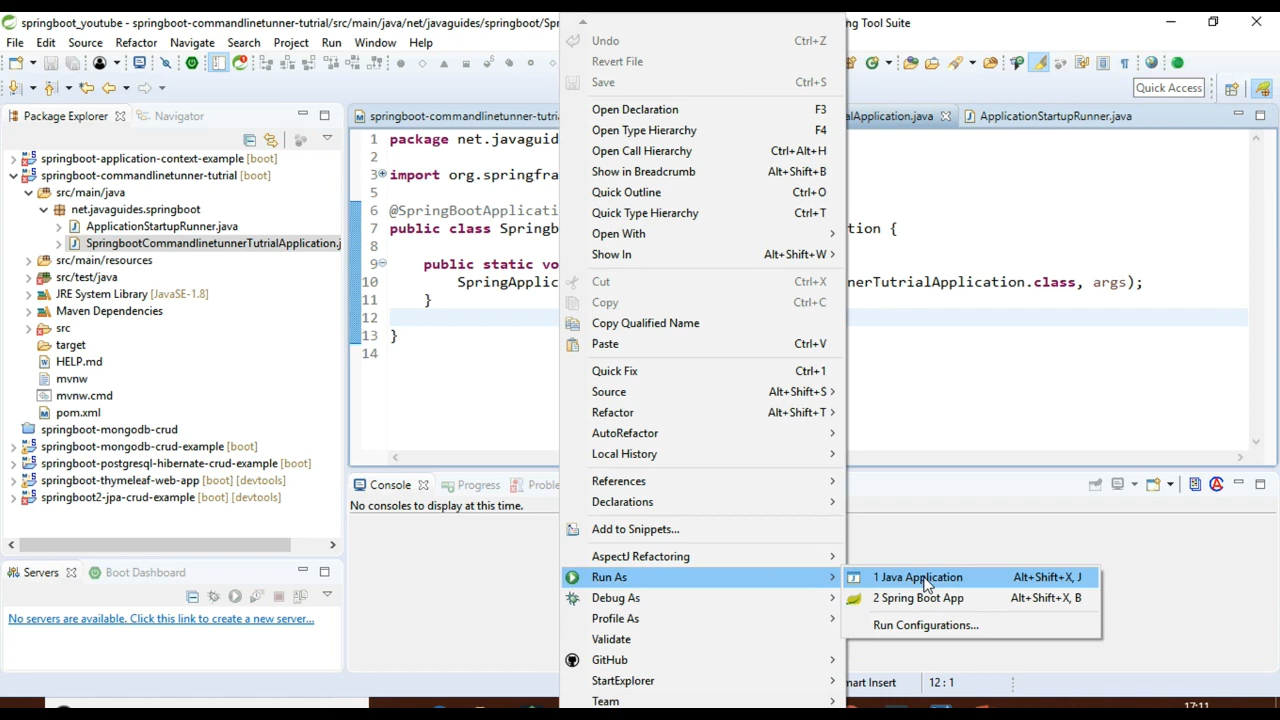 springboot_youtube - springboot-commandlinetunner-tutrial/src/main/java/net/javaguides/springboot/Spr
ng Tool Suite
File Edit Source Refactor Navigate Search Project Run Window Help
Quick Access
Package Explorer Navigator
springboot-application-context-example [boot]
springboot-commandlinetunner-tutrial [boot]
src/main/java
net.javaguides.springboot
ApplicationStartupRunner.java
SpringbootCommandlinetunnerTutrialApplication.j
src/main/resources
src/test/java
JRE System Library [JavaSE-1.8]
Maven Dependencies
src
target
HELP.md
mvnw
mvnw.cmd
pom.xml
springboot-mongodb-crud
springboot-mongodb-crud-example [boot]
springboot-postgresql-hibernate-crud-example [boot]
springboot-thymeleaf-web-app [boot] [devtools]
springboot2-jpa-crud-example [boot] [devtools]
Servers Boot Dashboard
No servers are available. Click this link to create a new server...
springboot-commandlinetunner-tutri
alApplication.java ApplicationStartupRunner.java
1 package net.javaguid
2
3 import org.springfra
5
6 @SpringBootApplicati
7 public class Springb tion {
8
9 public static vo
10 SpringApplic nerTutrialApplication.class, args);
11 }
12
13 }
14
Console Progress Proble
No consoles to display at this time.
Undo Ctrl+Z
Revert File
Save Ctrl+S
Open Declaration F3
Open Type Hierarchy F4
Open Call Hierarchy Ctrl+Alt+H
Show in Breadcrumb Alt+Shift+B
Quick Outline Ctrl+O
Quick Type Hierarchy Ctrl+T
Open With
Show In Alt+Shift+W
Cut Ctrl+X
Copy Ctrl+C
Copy Qualified Name
Paste Ctrl+V
Quick Fix Ctrl+1
Source Alt+Shift+S
Refactor Alt+Shift+T
AutoRefactor
Local History
References
Declarations
Add to Snippets...
AspectJ Refactoring
Run As
Debug As
Profile As
Validate
GitHub
StartExplorer
Team
1 Java Application Alt+Shift+X, J
2 Spring Boot App Alt+Shift+X, B
Run Configurations...
nart Insert 12 : 1
17:11